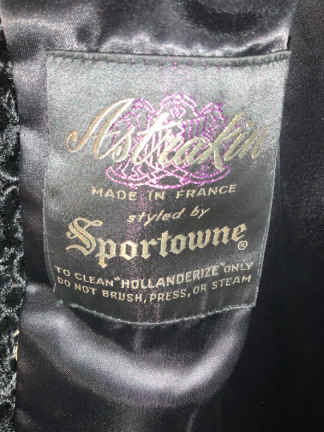 Astrakin
MADE IN FRANCE
styled by
Sportowne®
TO CLEAN "HOLLANDERIZE" ONLY
DO NOT BRUSH, PRESS, OR STEAM